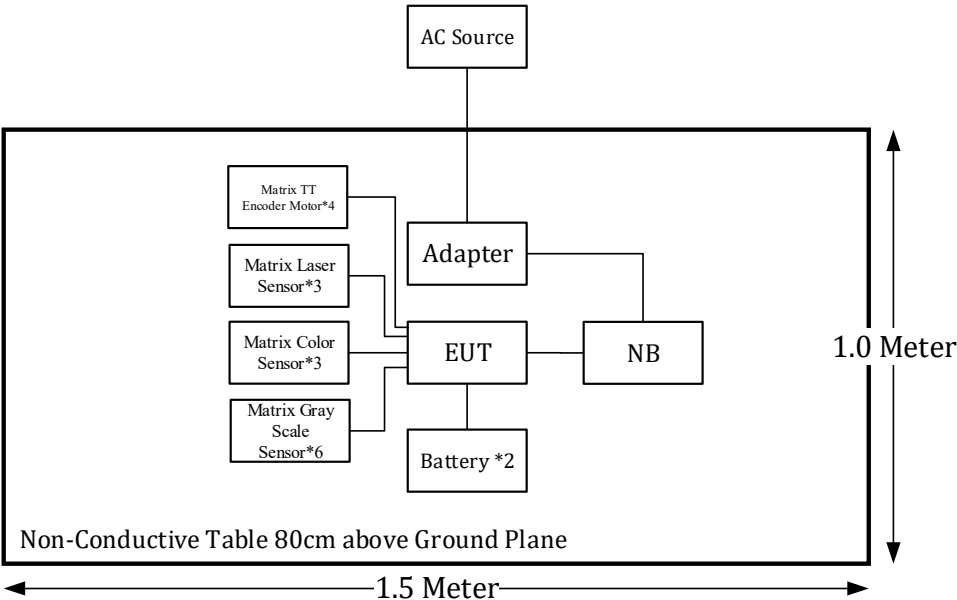 AC Source
Matrix TT
Encoder Motor*4
Adapter
Matrix Laser
Sensor*3
Matrix Color
Sensor*3
EUT
NB
1.0 Meter
Matrix Gray
Scale
Sensor*6
Battery *2
Non-Conductive Table 80cm above Ground Plane
1.5 Meter